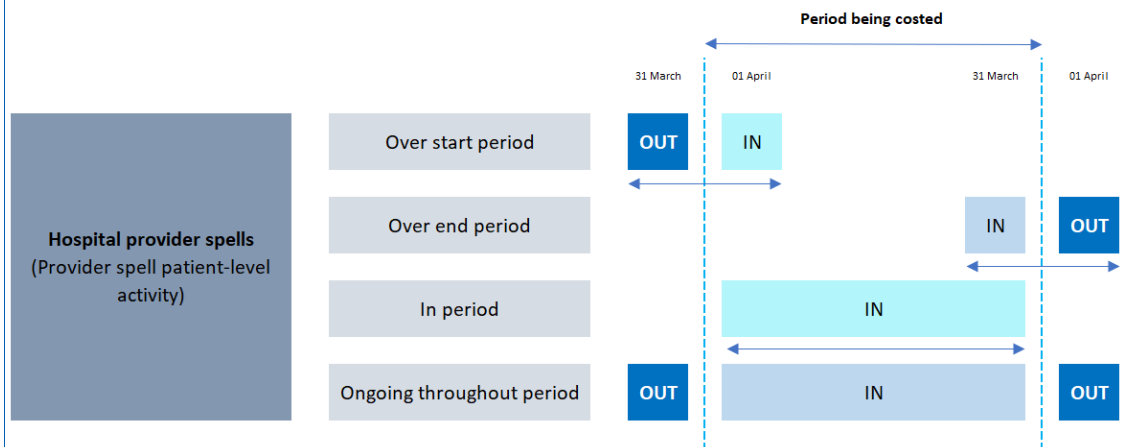 Period being costed
31 March
01 April
31 March
01 April
Hospital provider spells
(Provider spell patient-level
activity)
Over start period
OUT
IN
Over end period
IN
OUT
In period
IN
Ongoing throughout period
OUT
IN
OUT